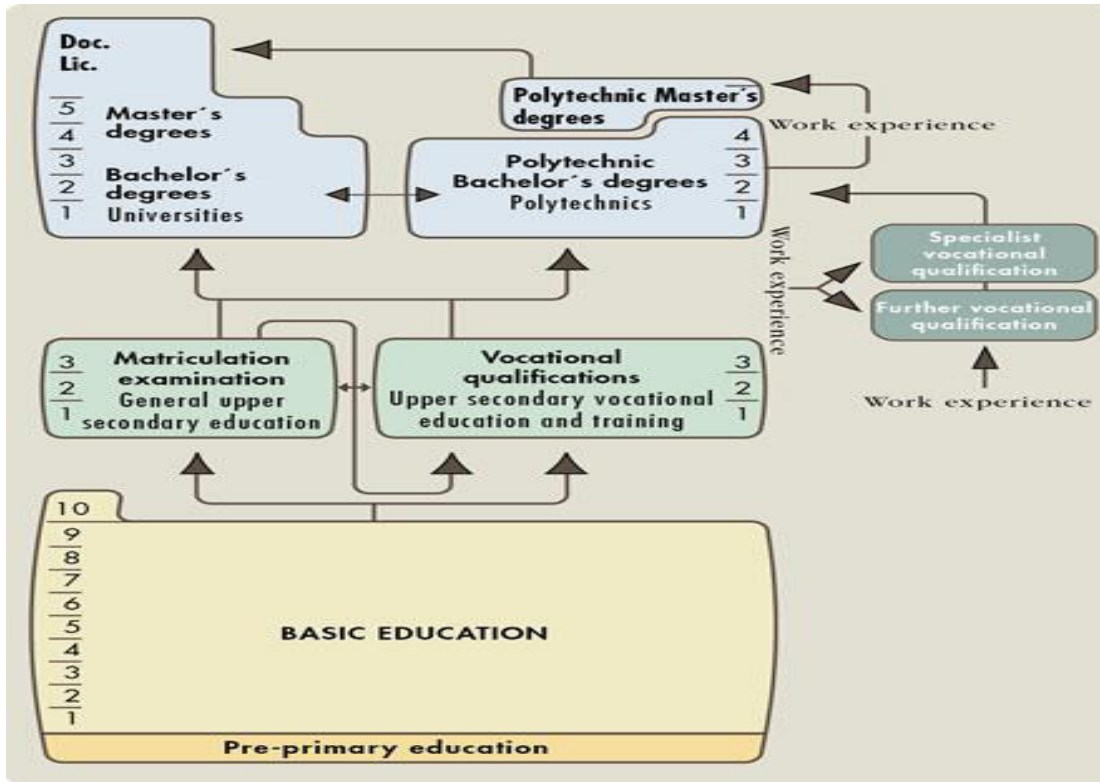 Doc.
Lic.
5
4
3
2
1
Master´s
degrees
Bachelor´s
degrees
Universities
Polytechnic Master´s
degrees
Work experience
Polytechnic
Bachelor´s degrees
Polytechnics
4
3
2
1
Work experience
Specialist
vocational
qualification
Further vocational
qualification
Work experience
3
2
1
Matriculation
examination
General upper
secondary education
Vocational
qualifications
Upper secondary vocational
education and training
3
2
1
10
9
8
7
6
5
4
3
2
1
BASIC EDUCATION
Pre-primary education